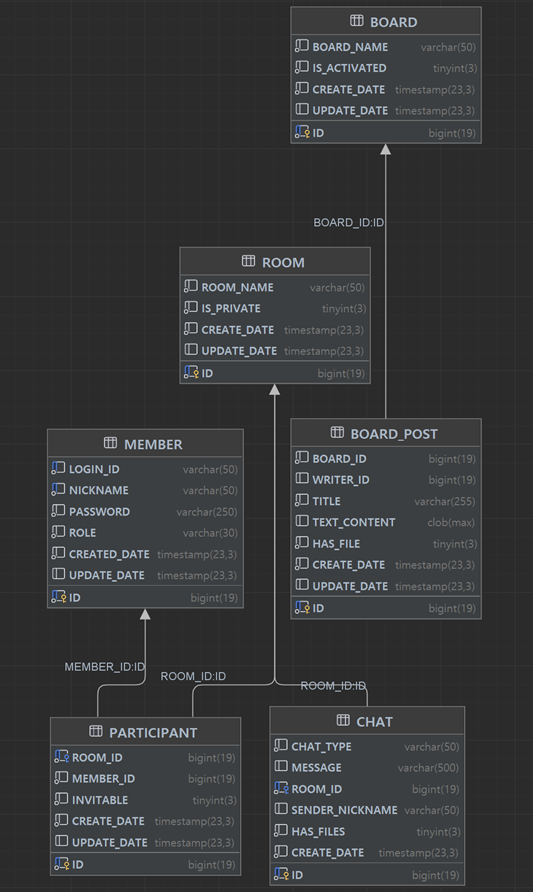 BOARD
BOARD_NAME varchar(50)
IS_ACTIVATED tinyint(3)
CREATE_DATE timestamp(23,3)
UPDATE_DATE timestamp(23,3)
ID bigint(19)
BOARD_ID:ID
ROOM
ROOM_NAME varchar(50)
IS_PRIVATE tinyint(3)
CREATE_DATE timestamp(23,3)
UPDATE_DATE timestamp(23,3)
ID bigint(19)
BOARD_POST
BOARD_ID bigint(19)
WRITER_ID bigint(19)
TITLE varchar(255)
TEXT_CONTENT clob(max)
HAS_FILE tinyint(3)
CREATE_DATE timestamp(23,3)
UPDATE_DATE timestamp(23,3)
ID bigint(19)
MEMBER
LOGIN_ID varchar(50)
NICKNAME varchar(50)
PASSWORD varchar(250)
ROLE varchar(30)
CREATED_DATE timestamp(23,3)
UPDATE_DATE timestamp(23,3)
ID bigint(19)
MEMBER_ID:ID
ROOM_ID:ID
ROOM_ID:ID
PARTICIPANT
ROOM_ID bigint(19)
MEMBER_ID bigint(19)
INVITABLE tinyint(3)
CREATE_DATE timestamp(23,3)
UPDATE_DATE timestamp(23,3)
ID bigint(19)
CHAT
CHAT_TYPE varchar(50)
MESSAGE varchar(500)
ROOM_ID bigint(19)
SENDER_NICKNAME varchar(50)
HAS_FILES tinyint(3)
CREATE_DATE timestamp(23,3)
ID bigint(19)